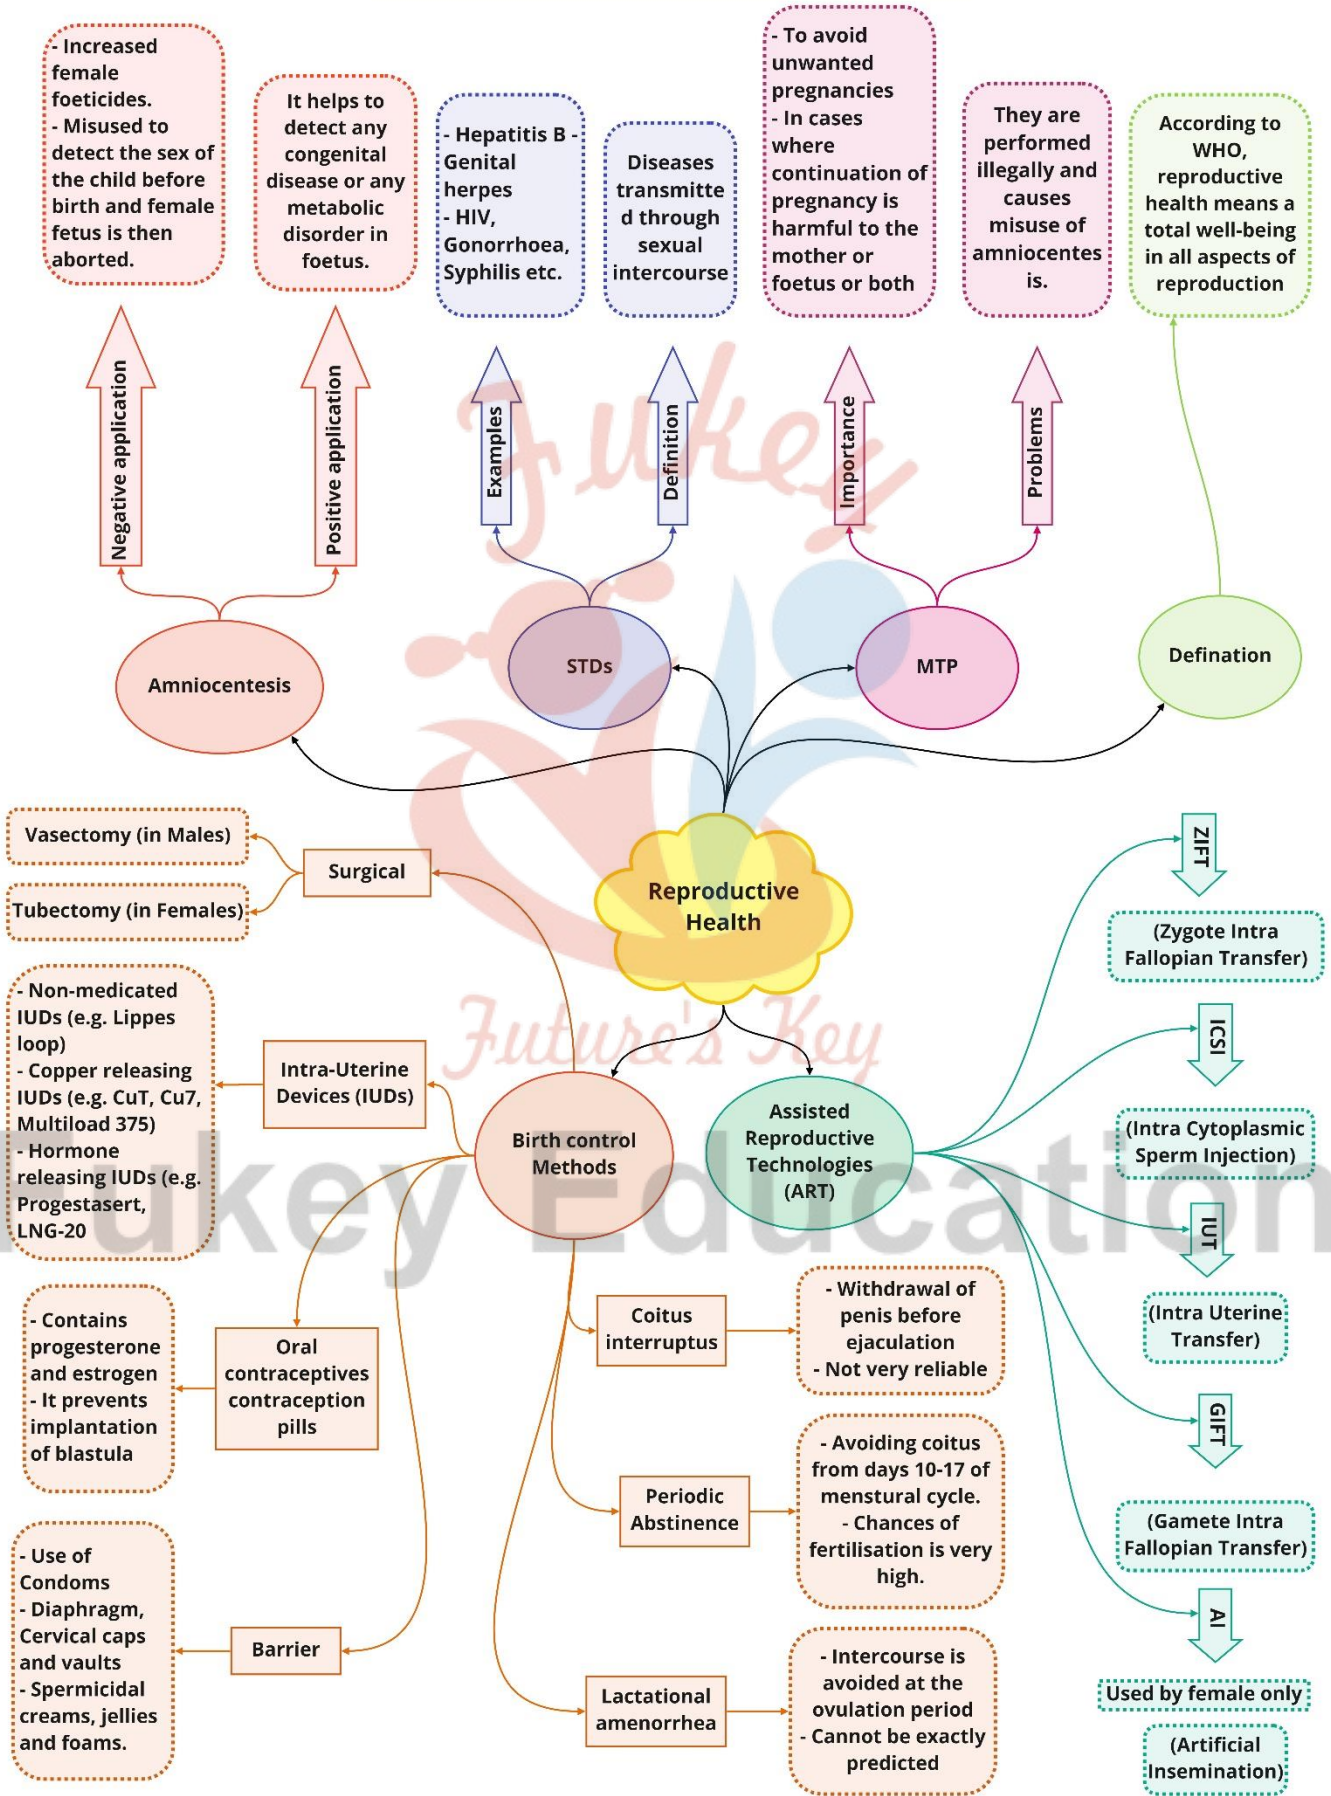 - Increased
female
foeticides.
- Misused to
detect the sex of
the child before
birth and female
fetus is then
aborted.
It helps to
detect any
congenital
disease or any
metabolic
disorder in
foetus.
- Hepatitis B -
Genital
herpes
- HIV,
Gonorrhoea,
Syphilis etc.
Diseases
transmitte
d through
sexual
intercourse
- To avoid
unwanted
pregnancies
- In cases
where
continuation of
pregnancy is
harmful to the
mother or
foetus or both
They are
performed
illegally and
causes
misuse of
amniocentes
is.
According to
WHO,
reproductive
health means a
total well-being
in all aspects of
reproduction
Negative application
Positive application
Examples
Definition
Importance
Problems
Fukey
Amniocentesis
STDs
MTP
Defination
Reproductive
Health
Future's Key
Fukey Education
Vasectomy (in Males)
Tubectomy (in Females)
Surgical
- Non-medicated
IUDs (e.g. Lippes
loop)
- Copper releasing
IUDs (e.g. CuT, Cu7,
Multiload 375)
- Hormone
releasing IUDs (e.g.
Progestasert,
LNG-20
Intra-Uterine
Devices (IUDs)
Birth control
Methods
Assisted
Reproductive
Technologies
(ART)
- Contains
progesterone
and estrogen
- It prevents
implantation
of blastula
Oral
contraceptives
contraception
pills
- Use of
Condoms
- Diaphragm,
Cervical caps
and vaults
- Spermicidal
creams, jellies
and foams.
Barrier
Coitus
interruptus
- Withdrawal of
penis before
ejaculation
- Not very reliable
Periodic
Abstinence
- Avoiding coitus
from days 10-17 of
menstural cycle.
- Chances of
fertilisation is very
high.
Lactational
amenorrhea
- Intercourse is
avoided at the
ovulation period
- Cannot be exactly
predicted
ZIFT
(Zygote Intra
Fallopian Transfer)
ICSI
(Intra Cytoplasmic
Sperm Injection)
IUT
(Intra Uterine
Transfer)
GIFT
(Gamete Intra
Fallopian Transfer)
AI
Used by female only
(Artificial
Insemination)